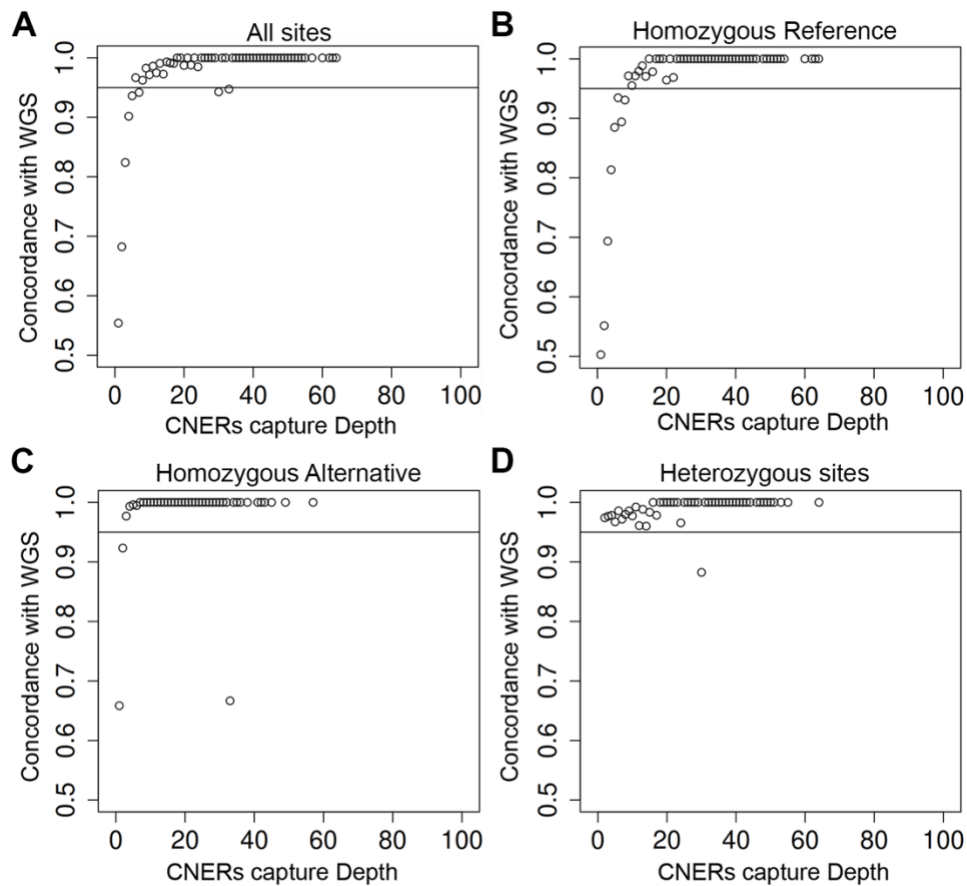 A
All sites
Concordance with WGS
1.0
0.9
0.8
0.7
0.6
0.5
0 20 40 60 80 100
CNERs capture Depth
B
Homozygous Reference
Concordance with WGS
1.0
0.9
0.8
0.7
0.6
0.5
0 20 40 60 80 100
CNERs capture Depth
C
Homozygous Alternative
Concordance with WGS
1.0
0.9
0.8
0.7
0.6
0.5
0 20 40 60 80 100
CNERs capture Depth
D
Heterozygous sites
Concordance with WGS
1.0
0.9
0.8
0.7
0.6
0.5
0 20 40 60 80 100
CNERs capture Depth